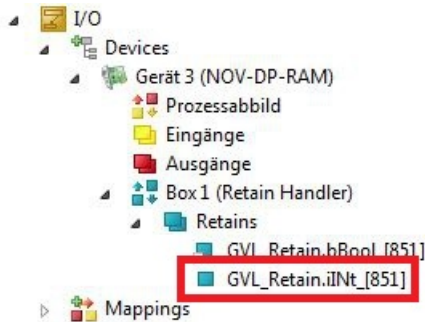 I/O
Devices
Gerät 3 (NOV-DP-RAM)
Prozessabbild
Eingänge
Ausgänge
Box 1 (Retain Handler)
Retains
GVL_Retain.bBool_[851]
GVL_Retain.iINt_[851]
Mappings